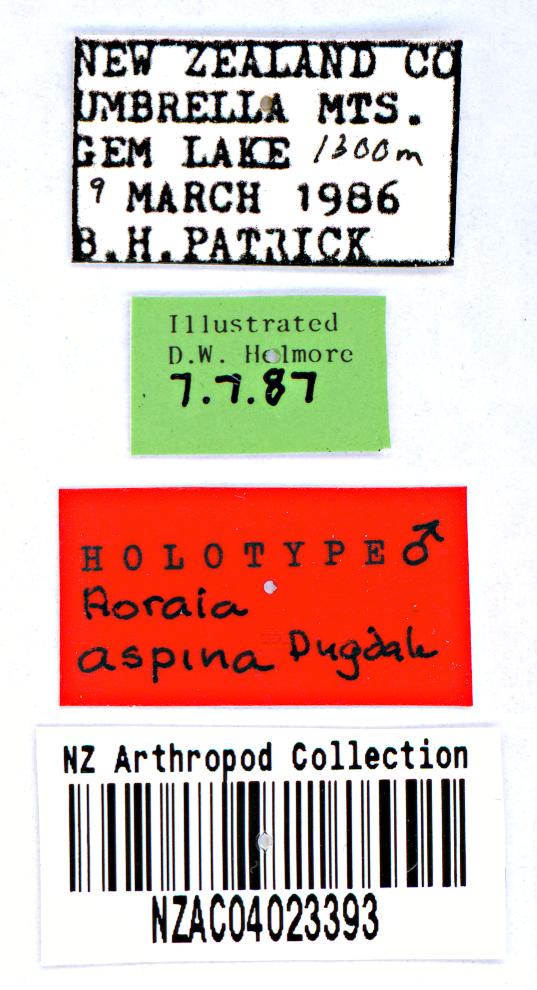 NEW ZEALAND CO
UMBRELLA MTS.
GEM LAKE 1300m
9 MARCH 1986
B.H.PATRICK
Illustrated
D.W. Helmore
7.7.87
HOLOTYPE ♂
Aoraia
aspina Dugdale
NZ Arthropod Collection
NZAC04023393